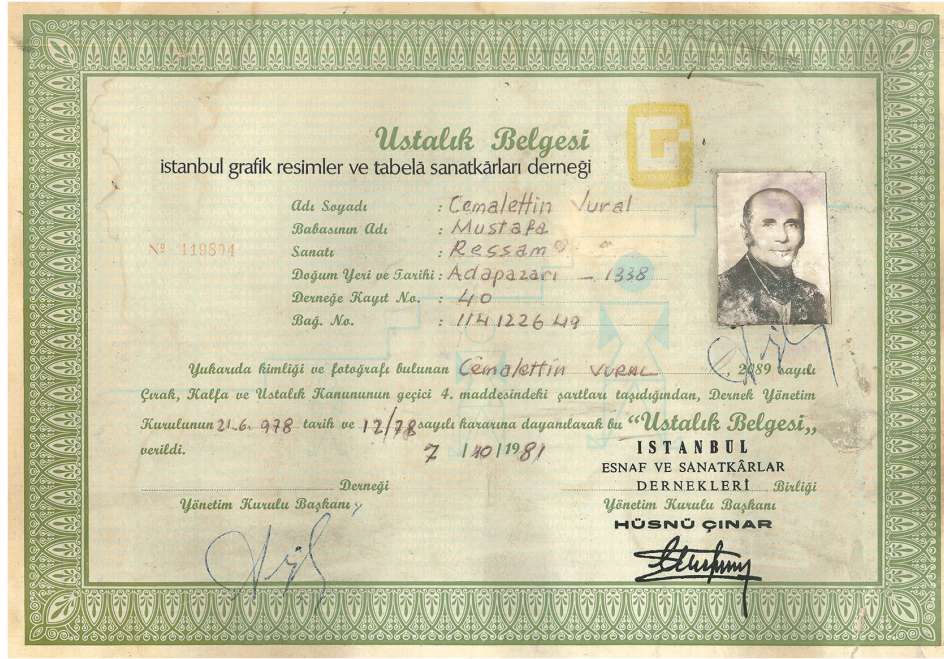 Ustalık Belgesi
istanbul grafik resimler ve tabelâ sanatkârları derneği
Adı Soyadı : Cemalettin Vural
Babasının Adı : Mustafa
Sanatı : Ressam
Doğum Yeri ve Tarihi : Adapazarı - 1338
Derneğe Kayıt No. : 40
Bağ. No. : 1141222649
Nº 119504
Yukarıda kimliği ve fotoğrafı bulunan Cemalettin VURAL, 2089 sayılı
Çırak, Kalfa ve Ustalık Kanununun geçici 4. maddesindeki şartları taşıdığından, Dernek Yönetim
Kurulunun 21.6.978 tarih ve 12/78 sayılı kararına dayanılarak bu “Ustalık Belgesi„
verildi. 7/10/1981
İSTANBUL
ESNAF VE SANATKÂRLAR
Derneği DERNEKLERİ Birliği
Yönetim Kurulu Başkanı Yönetim Kurulu Başkanı
HÜSNÜ ÇINAR